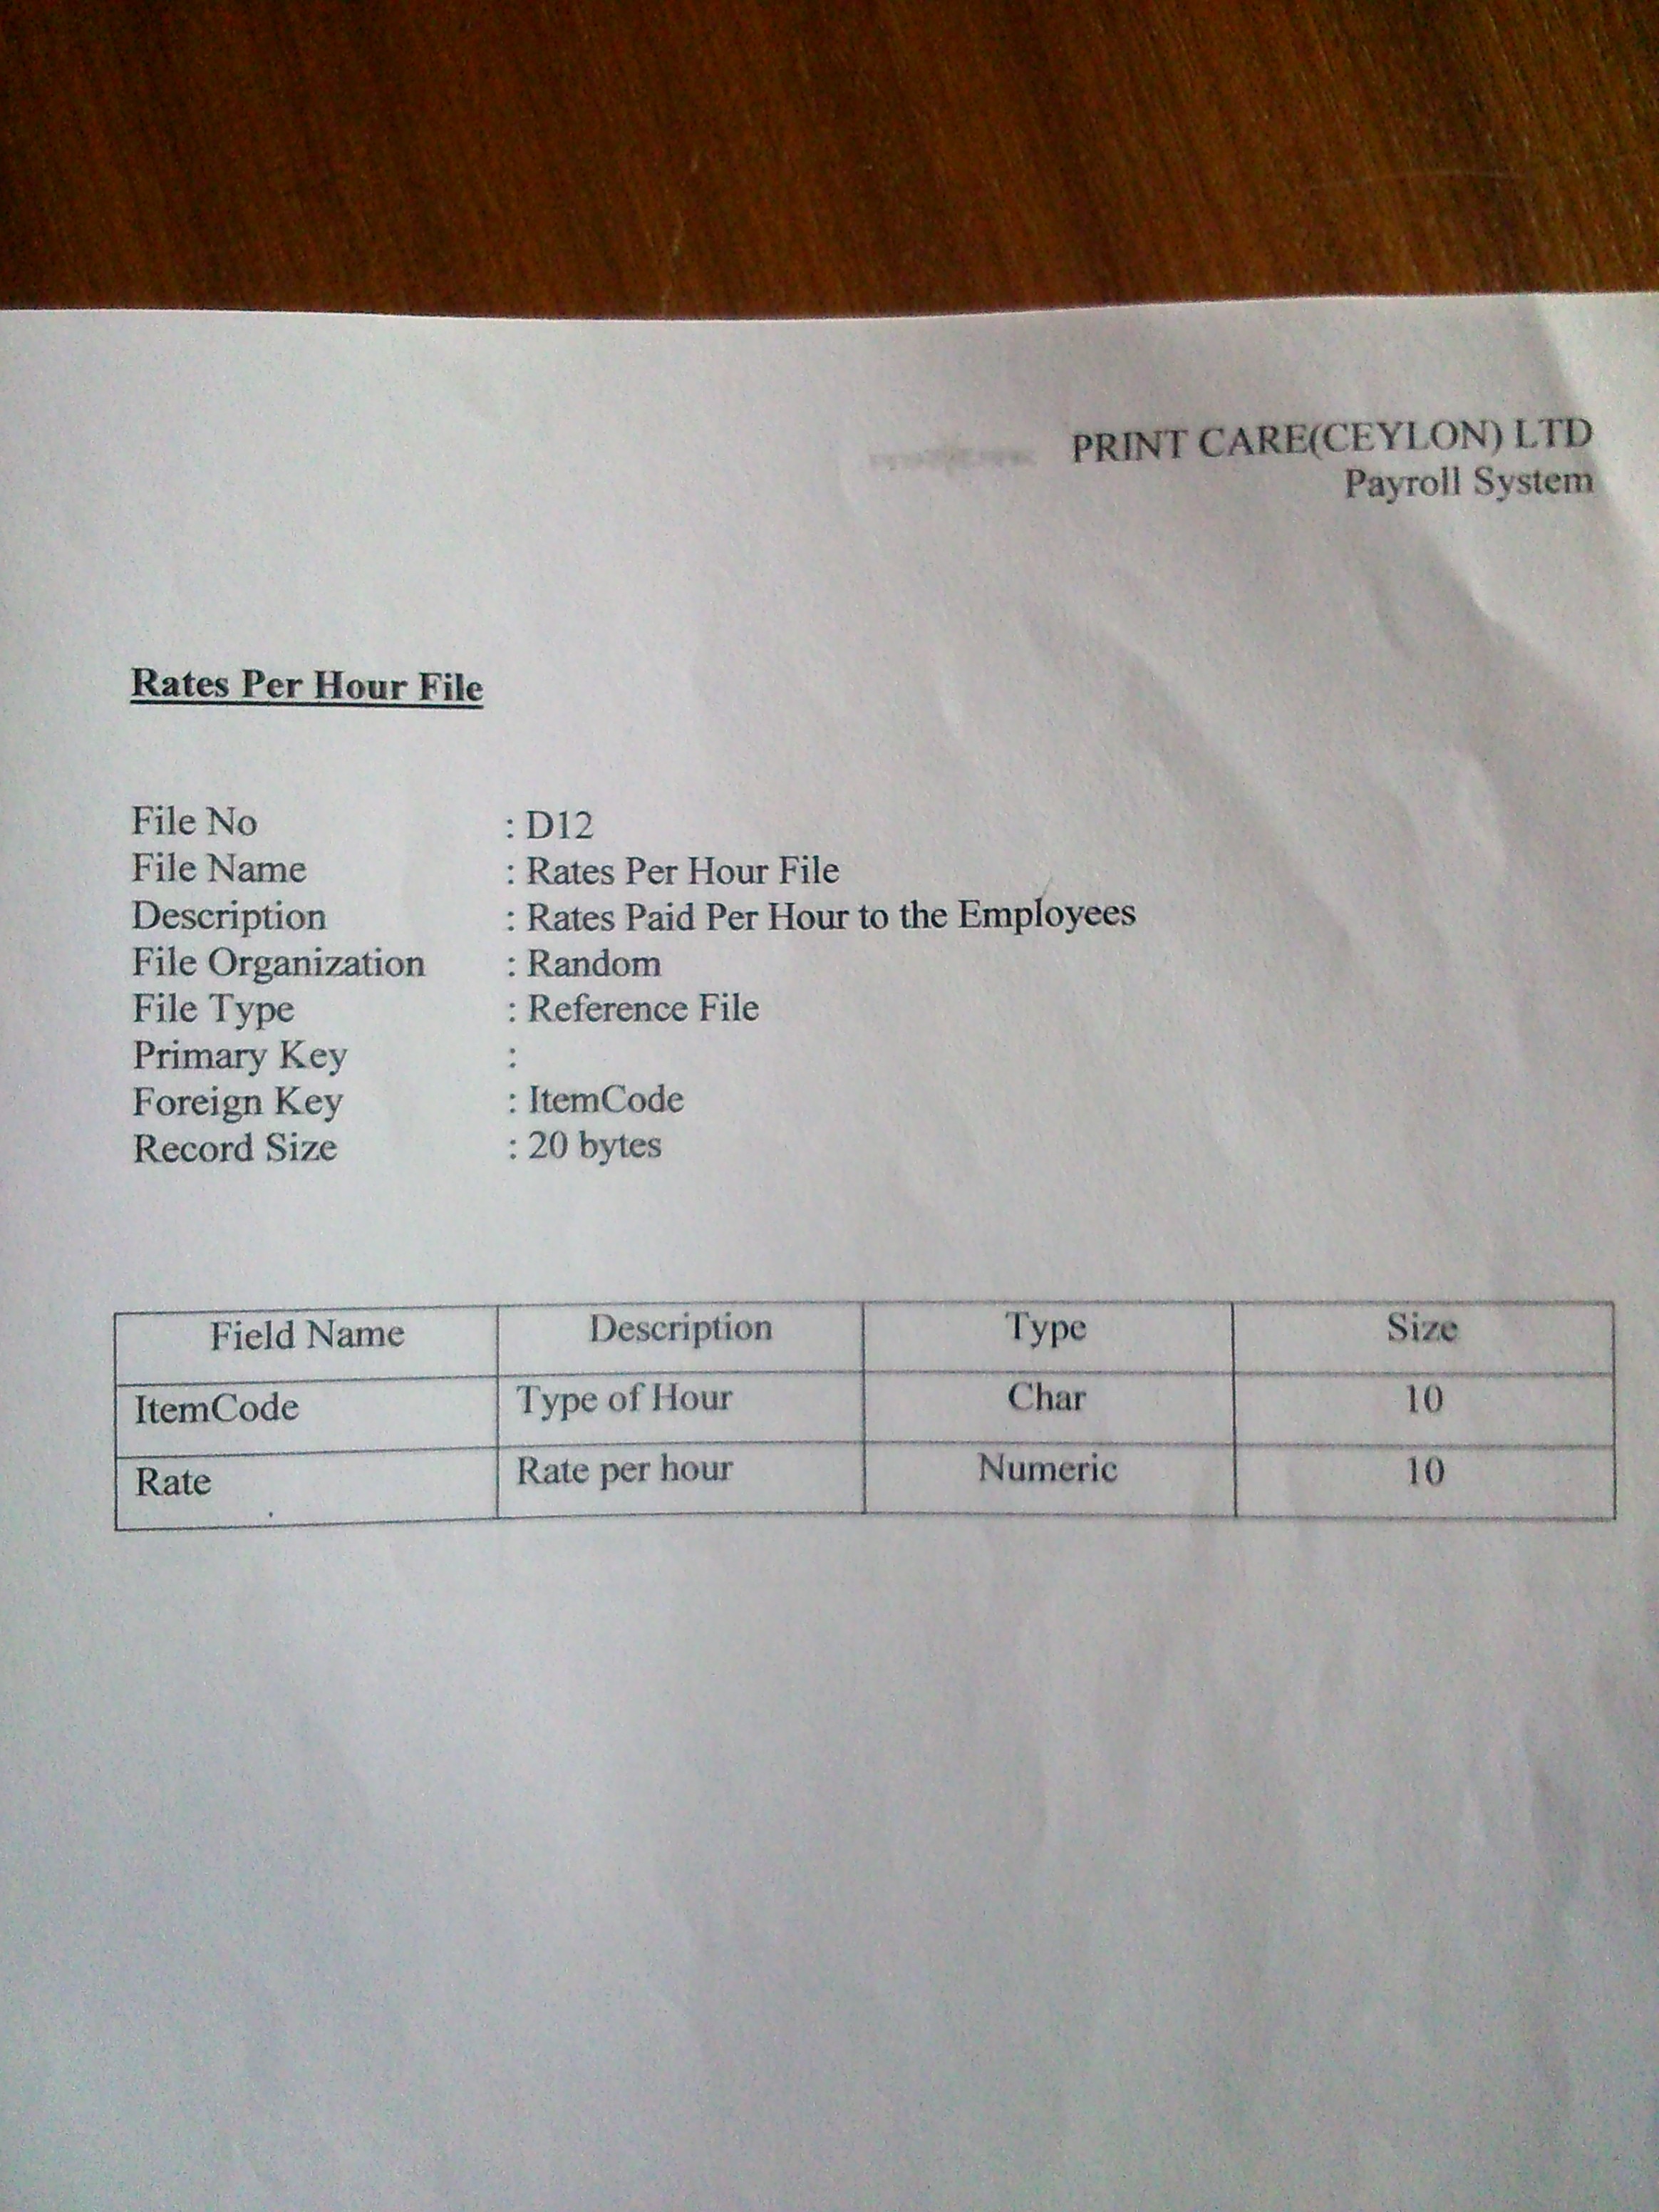 PRINT CARE(CEYLON) LTD
Payroll System
Rates Per Hour File
File No : D12
File Name : Rates Per Hour File
Description : Rates Paid Per Hour to the Employees
File Organization : Random
File Type : Reference File
Primary Key :
Foreign Key : ItemCode
Record Size : 20 bytes
Field Name Description Type Size
ItemCode Type of Hour Char 10
Rate Rate per hour Numeric 10